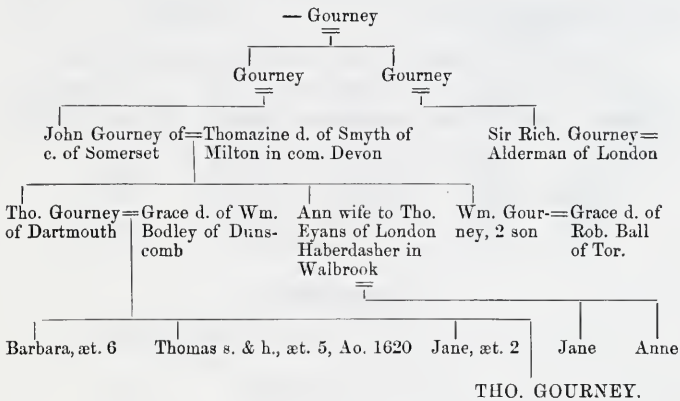 — Gourney
Gourney Gourney
John Gourney of=Thomazine d. of Smyth of Sir Rich. Gourney=
c. of Somerset Milton in com. Devon Alderman of London
Tho. Gourney=Grace d. of Wm. Ann wife to Tho. Wm. Gour-=Grace d. of
of Dartmouth Bodley of Duns- Eyans of London ney, 2 son Rob. Ball
comb Haberdasher in of Tor.
Walbrook
Barbara, æt. 6 Thomas s. & h., æt. 5, Ao. 1620 Jane, æt. 2 Jane Anne
THO. GOURNEY.